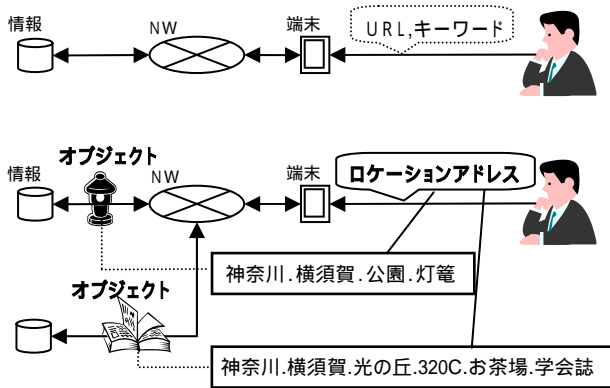 情報
NW
端末
URL,キーワード
オブジェクト
情報
NW
端末
ロケーションアドレス
神奈川.横須賀.公園.灯篭
オブジェクト
神奈川.横須賀.光の丘.320C.お茶場.学会誌